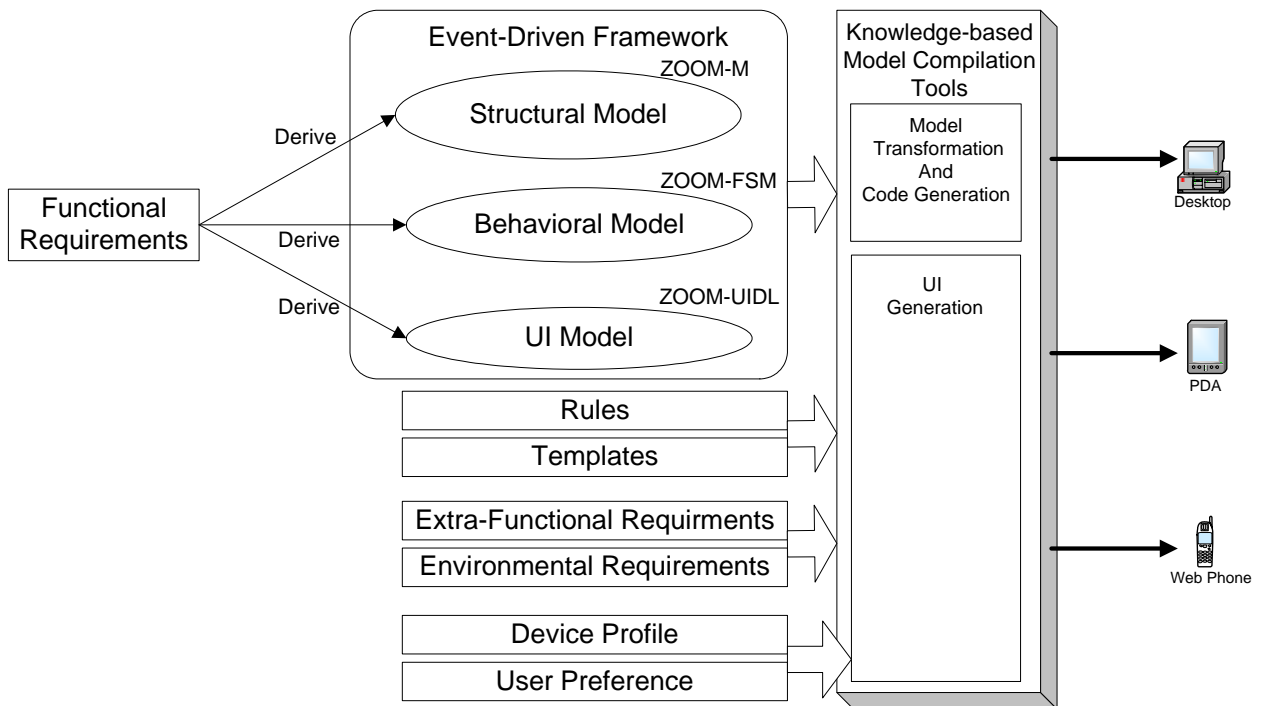 Event-Driven Framework
ZOOM-M
Structural Model
Derive
ZOOM-FSM
Functional
Requirements
Behavioral Model
Derive
ZOOM-UIDL
Derive
UI Model
Rules
Templates
Extra-Functional Requirments
Environmental Requirements
Device Profile
User Preference
Knowledge-based
Model Compilation
Tools
Model
Transformation
And
Code Generation
UI
Generation
Desktop
PDA
Web Phone